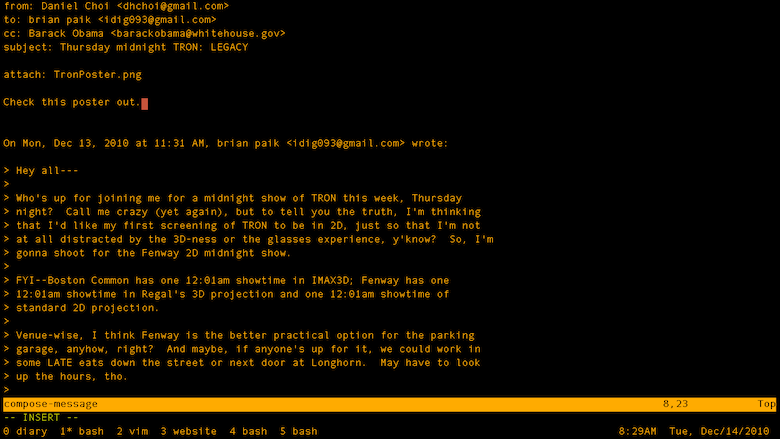 from: Daniel Choi <dhchoi@gmail.com>
to: brian paik <idig093@gmail.com>
cc: Barack Obama <barackobama@whitehouse.gov>
subject: Thursday midnight TRON: LEGACY
attach: TronPoster.png
Check this poster out.
On Mon, Dec 13, 2010 at 11:31 AM, brian paik <idig093@gmail.com> wrote:
> Hey all---
>
> Who's up for joining me for a midnight show of TRON this week, Thursday
> night?  Call me crazy (yet again), but to tell you the truth, I'm thinking
> that I'd like my first screening of TRON to be in 2D, just so that I'm not
> at all distracted by the 3D-ness or the glasses experience, y'know?  So, I'm
> gonna shoot for the Fenway 2D midnight show.
>
> FYI--Boston Common has one 12:01am showtime in IMAX3D; Fenway has one
> 12:01am showtime in Regal's 3D projection and one 12:01am showtime of
> standard 2D projection.
>
> Venue-wise, I think Fenway is the better practical option for the parking
> garage, anyhow, right?  And maybe, if anyone's up for it, we could work in
> some LATE eats down the street or next door at Longhorn.  May have to look
> up the hours, tho.
>
compose-message 8,23 Top
-- INSERT --
0 diary  1* bash  2 vim  3 website  4 bash  5 bash 8:29AM  Tue, Dec/14/2010